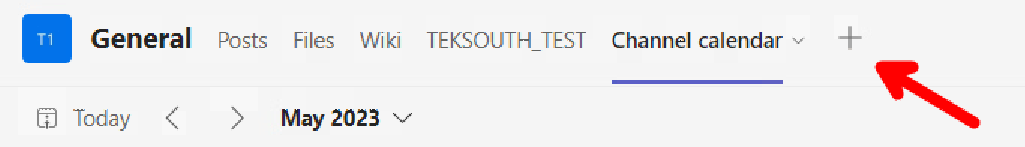 T1 General Posts Files Wiki TEKSOUTH_TEST Channel calendar
Today May 2023